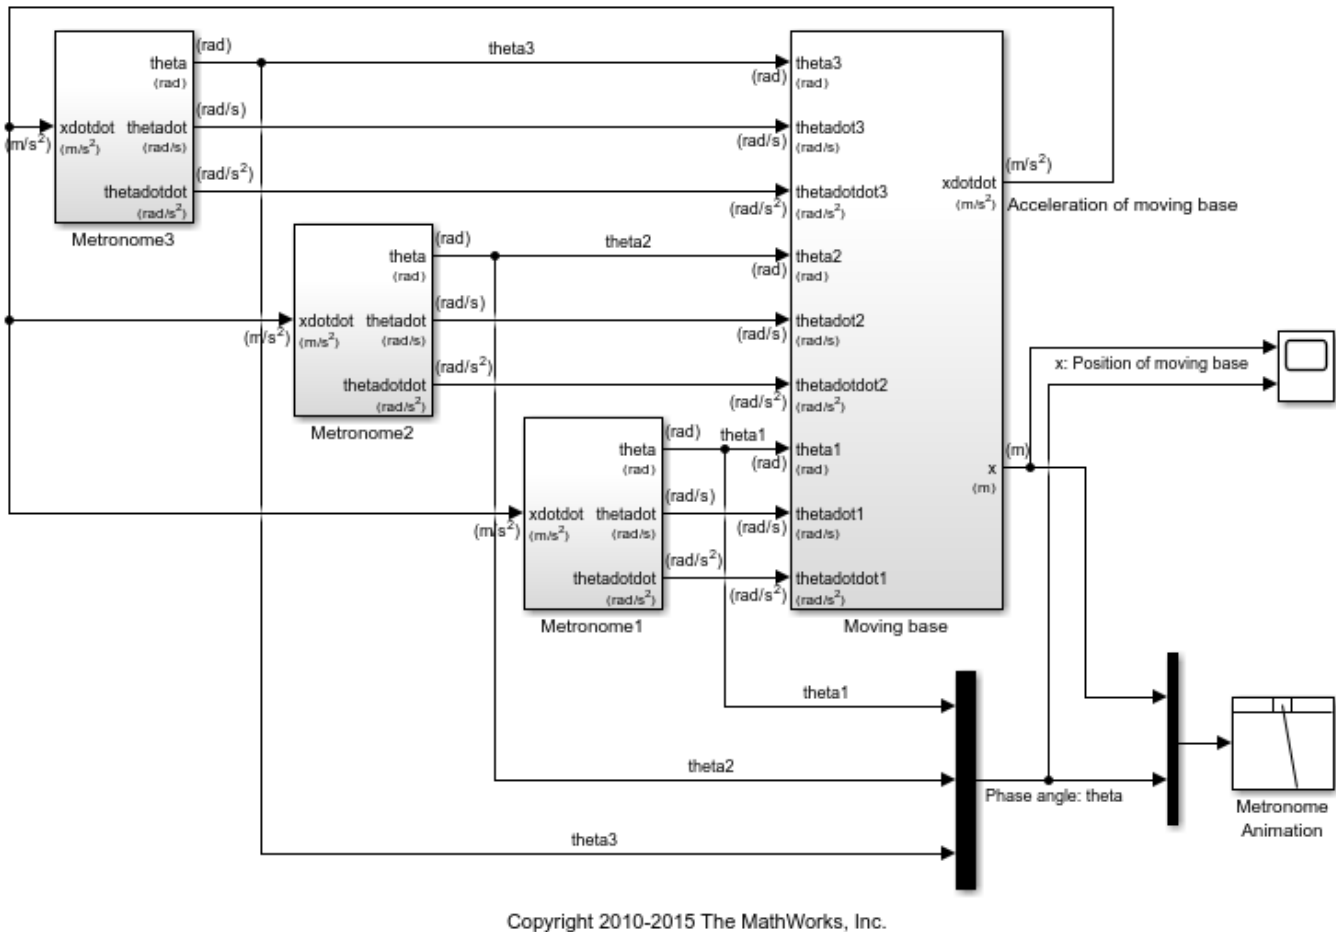 (rad)
theta
(rad)
(rad/s)
(m/s²)
xdotdot
(m/s²)
thetadot
(rad/s)
(rad/s²)
thetadotdot
(rad/s²)
Metronome3
theta3
(rad)
theta3
(rad)
(rad/s)
thetadot3
(rad/s)
(rad/s²)
thetadotdot3
(rad/s²)
(rad)
theta
(rad)
(rad/s)
(m/s²)
xdotdot
(m/s²)
thetadot
(rad/s)
(rad/s²)
thetadotdot
(rad/s²)
Metronome2
theta2
(rad)
theta2
(rad)
(rad/s)
thetadot2
(rad/s)
(rad/s²)
thetadotdot2
(rad/s²)
(rad)
theta
(rad)
(rad/s)
(m/s²)
xdotdot
(m/s²)
thetadot
(rad/s)
(rad/s²)
thetadotdot
(rad/s²)
Metronome1
theta1
(rad)
theta1
(rad)
(rad/s)
thetadot1
(rad/s)
(rad/s²)
thetadotdot1
(rad/s²)
Moving base
xdotdot
(m/s²)
(m/s²)
Acceleration of moving base
x
(m)
(m)
x: Position of moving base
theta1
theta2
theta3
Phase angle: theta
Metronome
Animation
Copyright 2010-2015 The MathWorks, Inc.